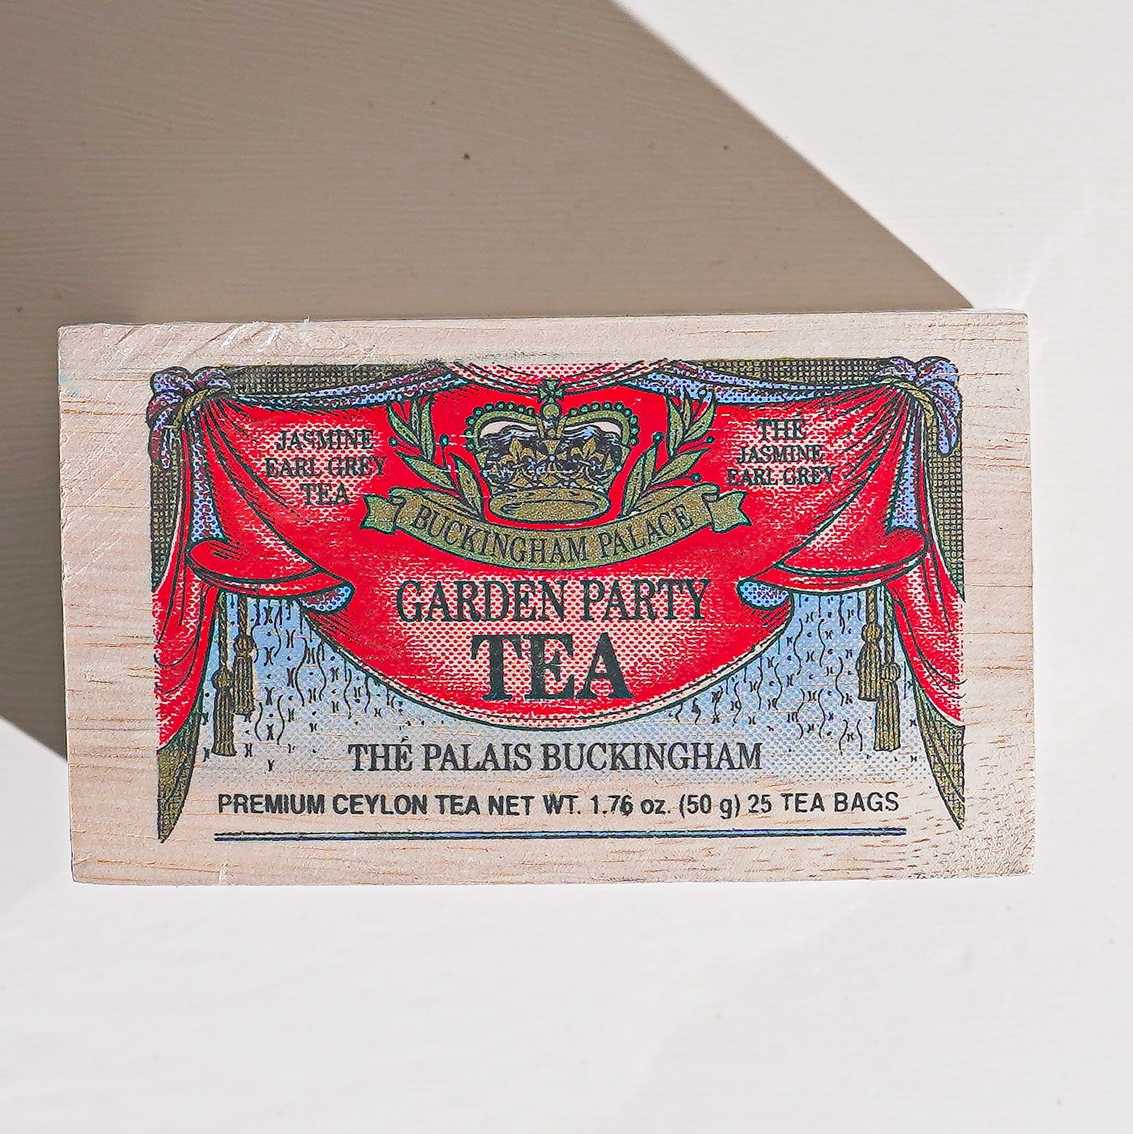 JASMINE
EARL GREY
TEA
THÉ
JASMINE
EARL GREY
BUCKINGHAM PALACE
GARDEN PARTY
TEA
THÉ PALAIS BUCKINGHAM
PREMIUM CEYLON TEA NET WT. 1.76 oz. (50 g) 25 TEA BAGS